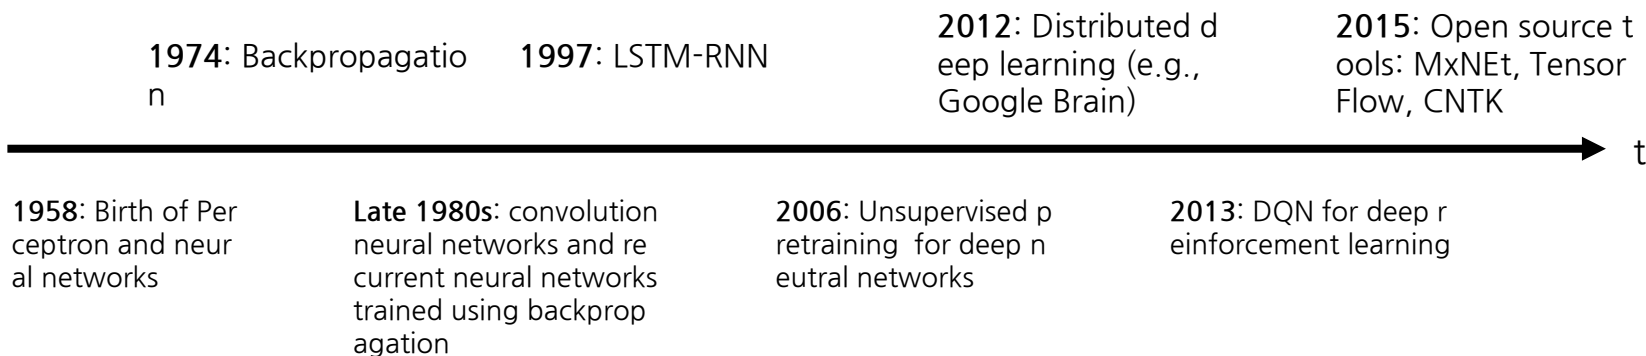 1974: Backpropagatio
n
1997: LSTM-RNN
2012: Distributed d
eep learning (e.g.,
Google Brain)
2015: Open source t
ools: MxNEt, Tensor
Flow, CNTK
t
1958: Birth of Per
ceptron and neur
al networks
Late 1980s: convolution
neural networks and re
current neural networks
trained using backprop
agation
2006: Unsupervised p
retraining  for deep n
eutral networks
2013: DQN for deep r
einforcement learning